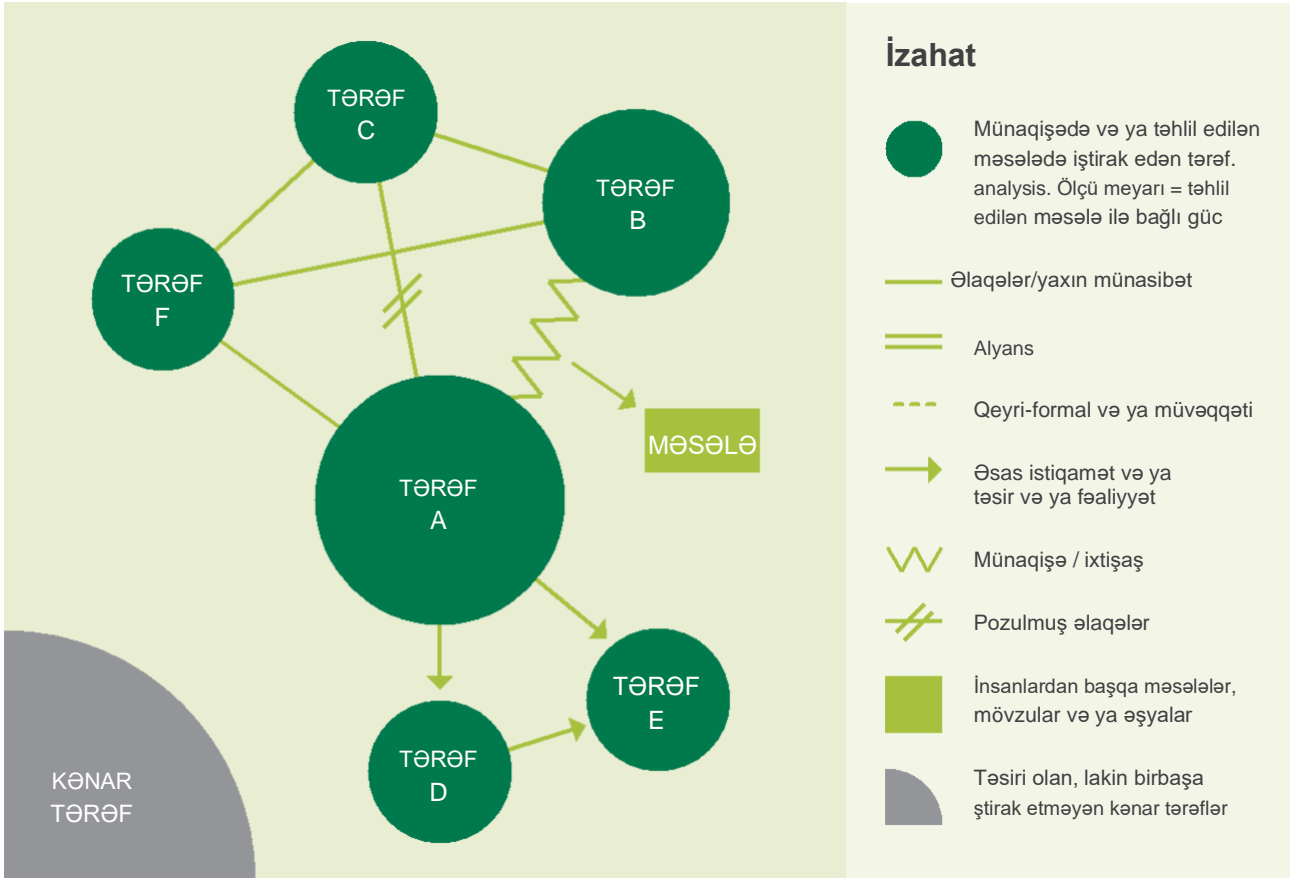 TƏRƏF
C
TƏRƏF
B
TƏRƏF
F
MƏSƏLƏ
TƏRƏF
A
TƏRƏF
E
TƏRƏF
D
KƏNAR
TƏRƏF
İzahat
Münaqişədə və ya təhlil edilən
məsələdə iştirak edən tərəf.
analysis. Ölçü meyarı = təhlil
edilən məsələ ilə bağlı güc
Əlaqələr/yaxın münasibət
Alyans
Qeyri-formal və ya müvəqqəti
Əsas istiqamət və ya
təsir və ya fəaliyyət
Münaqişə / ixtişaş
Pozulmuş əlaqələr
İnsanlardan başqa məsələlər,
mövzular və ya əşyalar
Təsiri olan, lakin birbaşa
ştirak etməyən kənar tərəflər